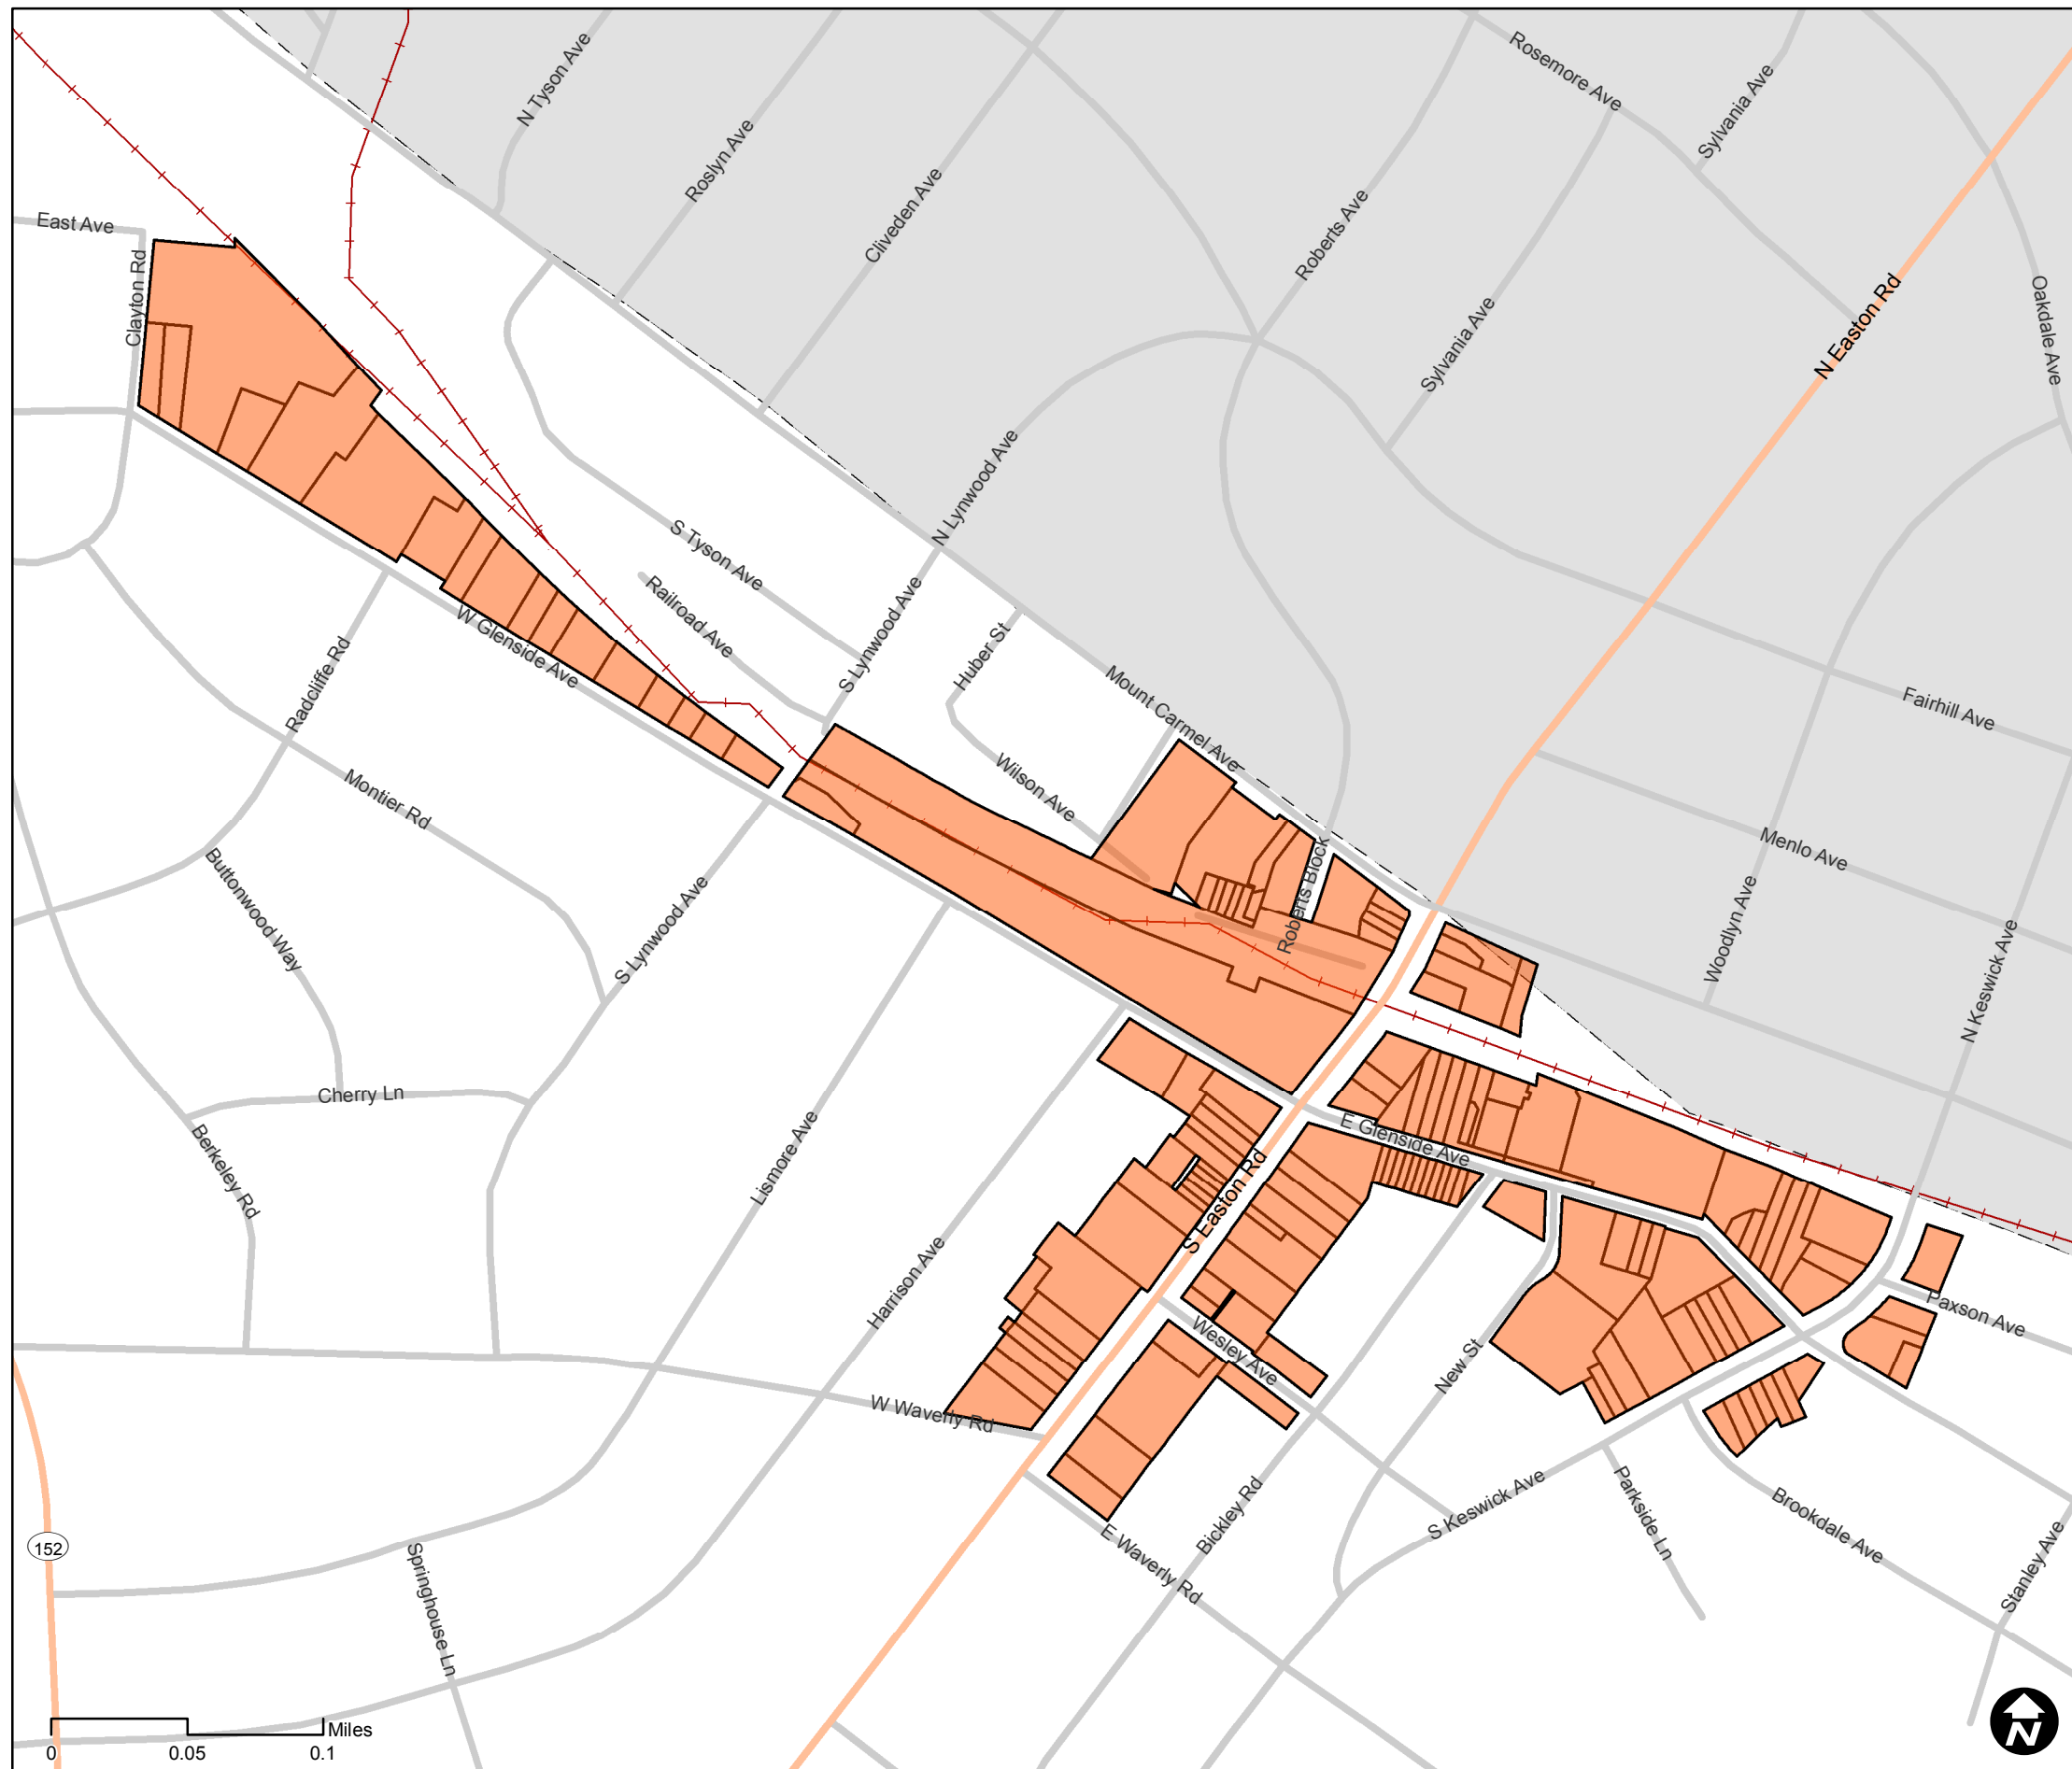 N Tyson Ave
Rosemore Ave
Sylvania Ave
Roslyn Ave
Cliveden Ave
Roberts Ave
East Ave
Clayton Rd
Sylvania Ave
N Easton Rd
Oakdale Ave
N Lynwood Ave
S Tyson Ave
Railroad Ave
S Lynwood Ave
Huber St
W Glenside Ave
Radcliffe Rd
Mount Carmel Ave
Fairhill Ave
Montier Rd
Wilson Ave
Menlo Ave
Roberts Block
Buttonwood Way
S Lynwood Ave
Woodlyn Ave
N Keswick Ave
Cherry Ln
Berkeley Rd
Lismore Ave
E Glenside Ave
S Easton Rd
Harrison Ave
Paxson Ave
Wesley Ave
New St
W Waverly Rd
Bickley Rd
S Keswick Ave
Parkside Ln
Brookdale Ave
E Waverly Rd
Stanley Ave
152
Springhouse Ln
Miles
0 0.05 0.1
N